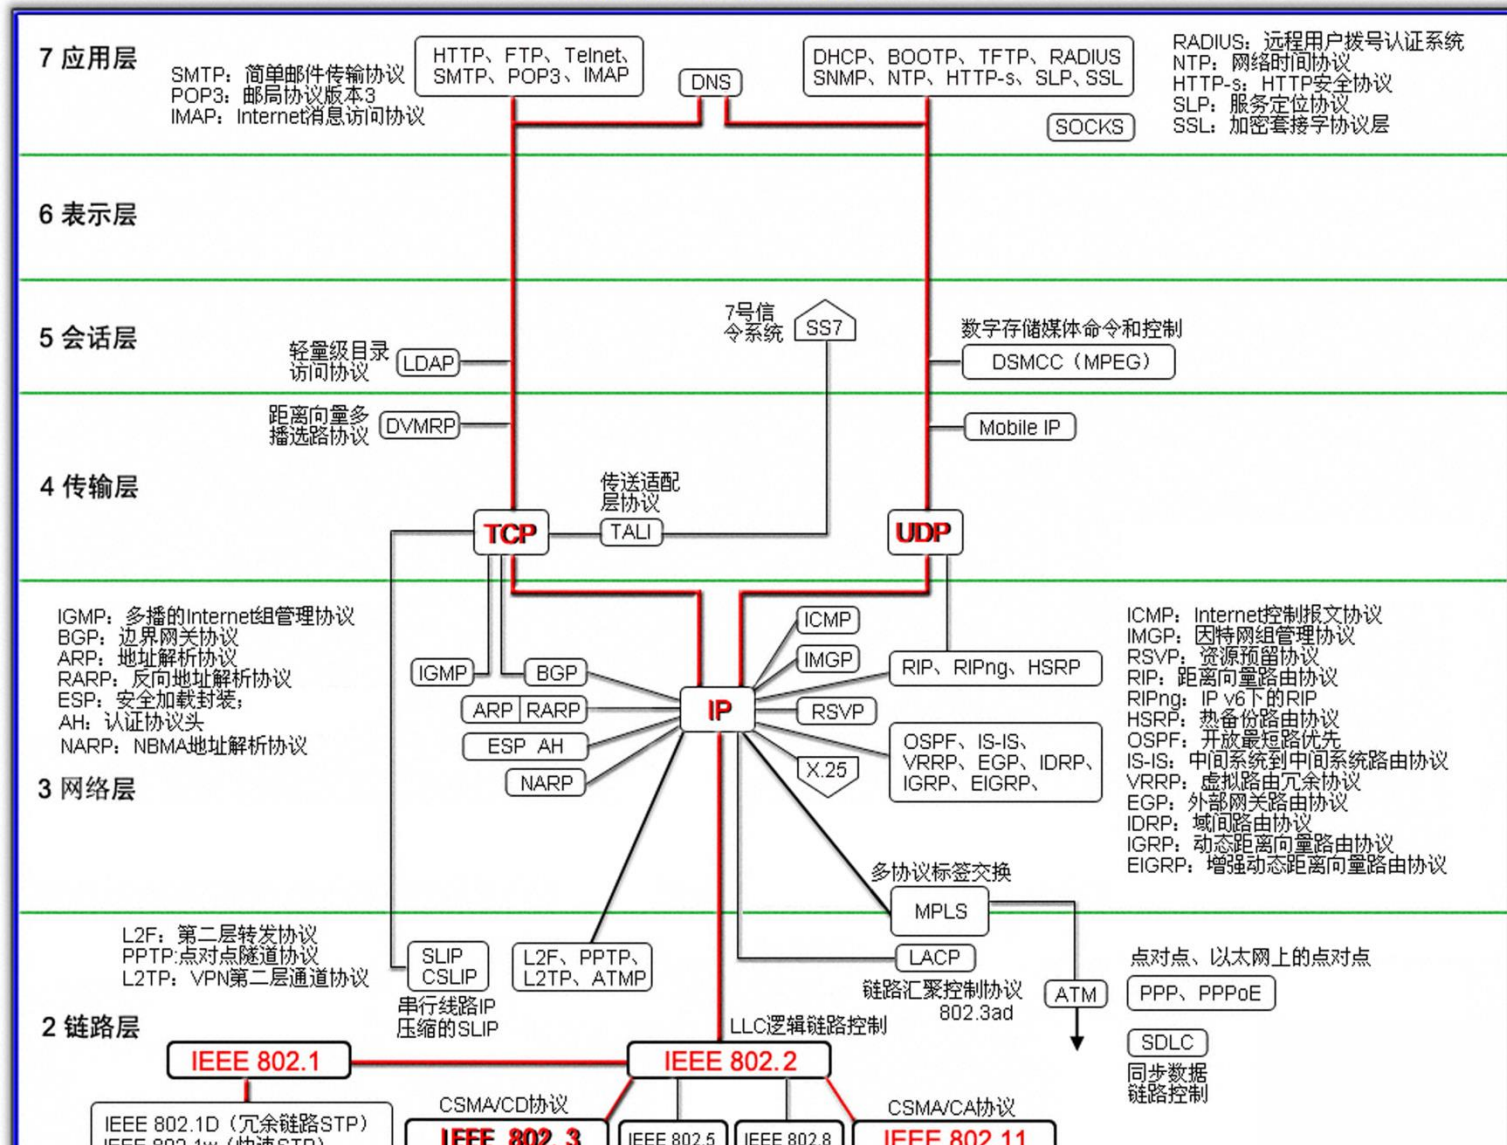 7 应用层
SMTP：简单邮件传输协议
POP3：邮局协议版本3
IMAP：Internet消息访问协议
HTTP、FTP、Telnet、
SMTP、POP3、IMAP
DNS
DHCP、BOOTP、TFTP、RADIUS
SNMP、NTP、HTTP-s、SLP、SSL
SOCKS
RADIUS：远程用户拨号认证系统
NTP：网络时间协议
HTTP-s：HTTP安全协议
SLP：服务定位协议
SSL：加密套接字协议层
6 表示层
5 会话层
轻量级目录
访问协议
LDAP
7号信
令系统
SS7
数字存储媒体命令和控制
DSMCC（MPEG）
距离向量多
播选路协议
DVMRP
Mobile IP
4 传输层
传送适配
层协议
TCP
TALI
UDP
IGMP：多播的Internet组管理协议
BGP：边界网关协议
ARP：地址解析协议
RARP：反向地址解析协议
ESP：安全加载封装；
AH：认证协议头
NARP：NBMA地址解析协议
3 网络层
IGMP
BGP
ARP RARP
ESP AH
NARP
IP
ICMP
IMGP
RIP、RIPng、HSRP
RSVP
X.25
OSPF、IS-IS、
VRRP、EGP、IDRP、
IGRP、EIGRP、
ICMP：Internet控制报文协议
IMGP：因特网组管理协议
RSVP：资源预留协议
RIP：距离向量路由协议
RIPng：IP v6下的RIP
HSRP：热备份路由协议
OSPF：开放最短路优先
IS-IS：中间系统到中间系统路由协议
VRRP：虚拟路由冗余协议
EGP：外部网关路由协议
IDRP：域间路由协议
IGRP：动态距离向量路由协议
EIGRP：增强动态距离向量路由协议
多协议标签交换
MPLS
L2F：第二层转发协议
PPTP:点对点隧道协议
L2TP：VPN第二层通道协议
SLIP
CSLIP
串行线路IP
压缩的SLIP
L2F、PPTP、
L2TP、ATMP
LACP
链路汇聚控制协议
802.3ad
ATM
点对点、以太网上的点对点
PPP、PPPoE
SDLC
同步数据
链路控制
2 链路层
LLC逻辑链路控制
IEEE 802.1
IEEE 802.2
IEEE 802.1D（冗余链路STP）
IEEE 802.1w（快速STP）
CSMA/CD协议
IEEE 802.3
IEEE 802.5
IEEE 802.8
CSMA/CA协议
IEEE 802.11